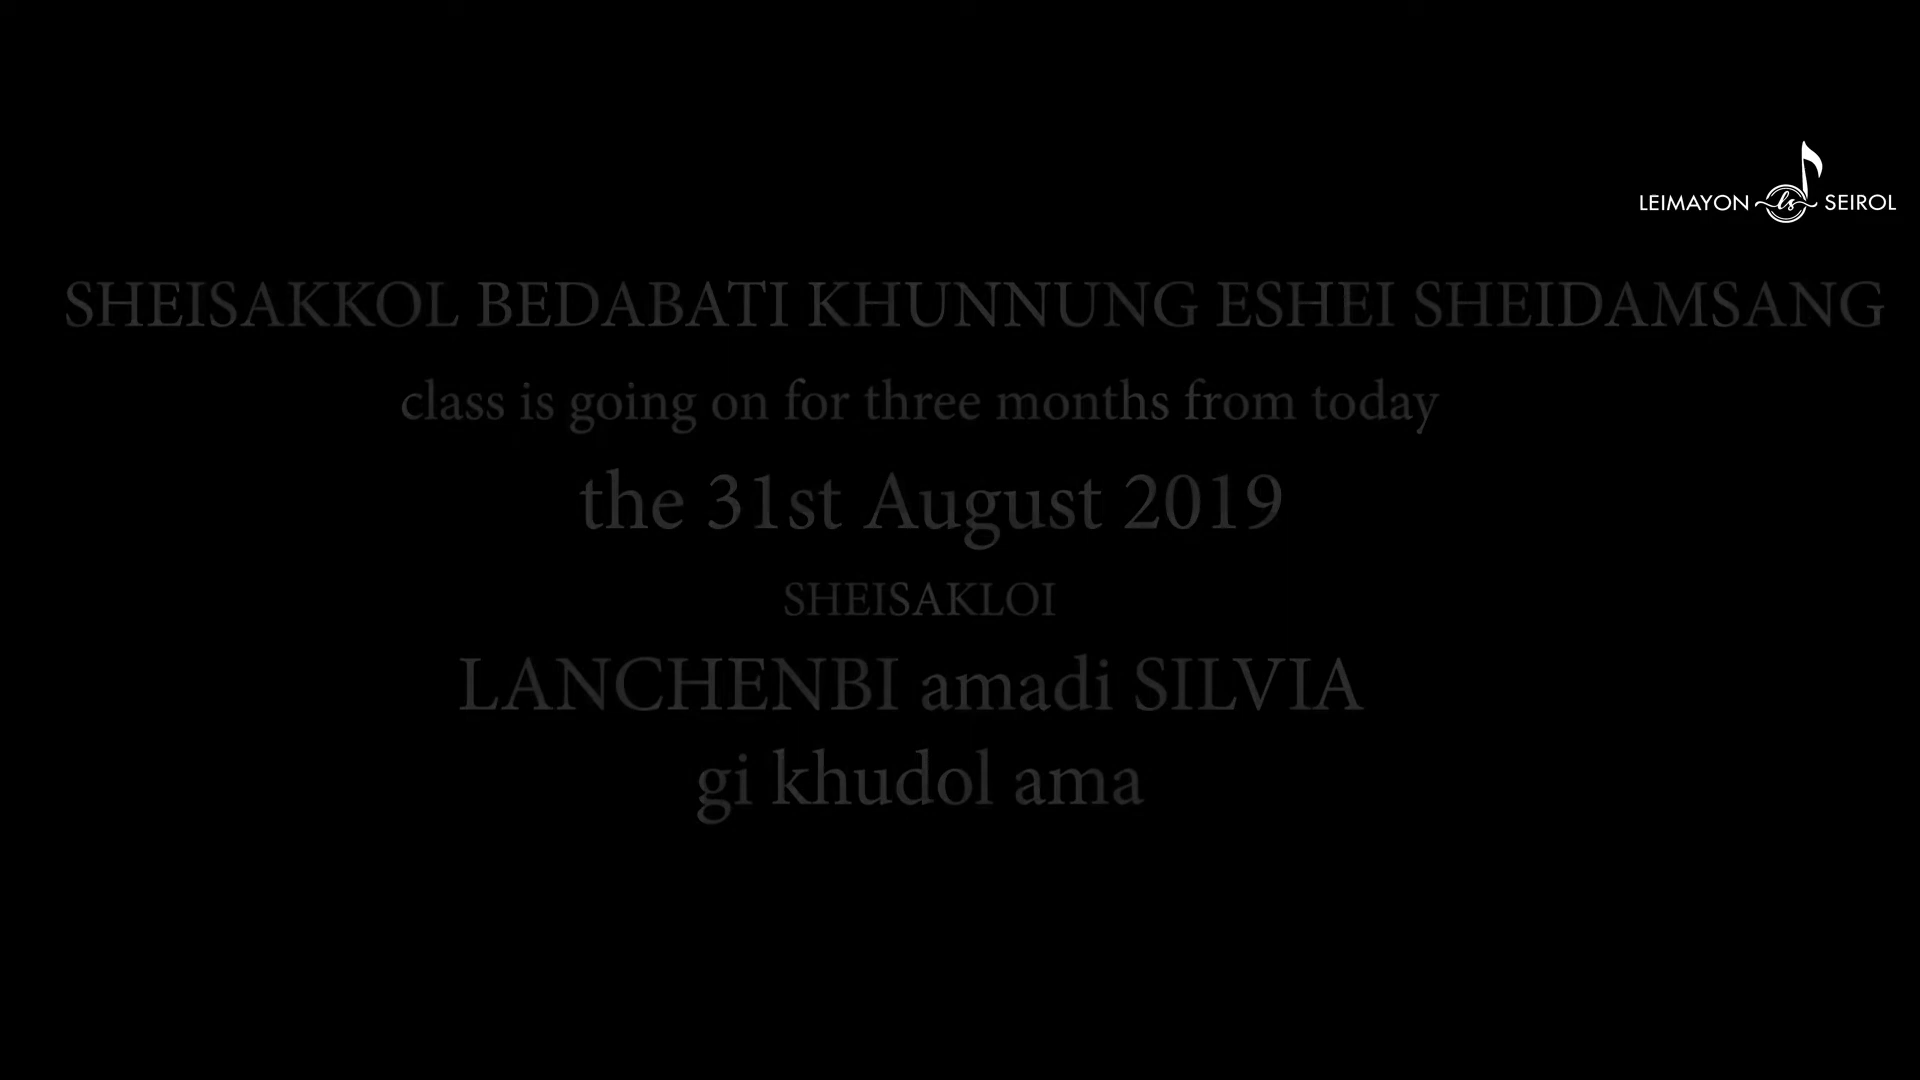 LEIMAYON ls SEIROL
SHEISAKKOL BEDABATI KHUNNUNG ESHEI SHEIDAMSANG
class is going on for three months from today
the 31st August 2019
SHEISAKLOI
LANCHENBI amadi SILVIA
gi khudol ama